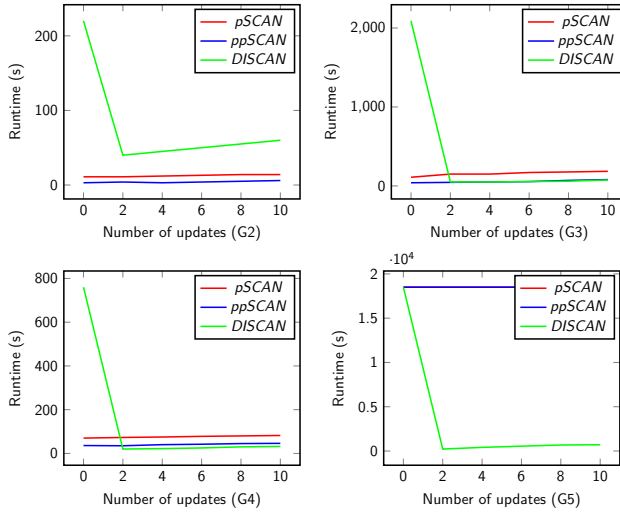 200
100
0
Runtime (s)
pSCAN
ppSCAN
DISCAN
0 2 4 6 8 10
Number of updates (G2)
2,000
1,000
0
Runtime (s)
pSCAN
ppSCAN
DISCAN
0 2 4 6 8 10
Number of updates (G3)
800
600
400
200
0
Runtime (s)
pSCAN
ppSCAN
DISCAN
0 2 4 6 8 10
Number of updates (G4)
·10⁴
2
1.5
1
0.5
0
Runtime (s)
pSCAN
ppSCAN
DISCAN
0 2 4 6 8 10
Number of updates (G5)